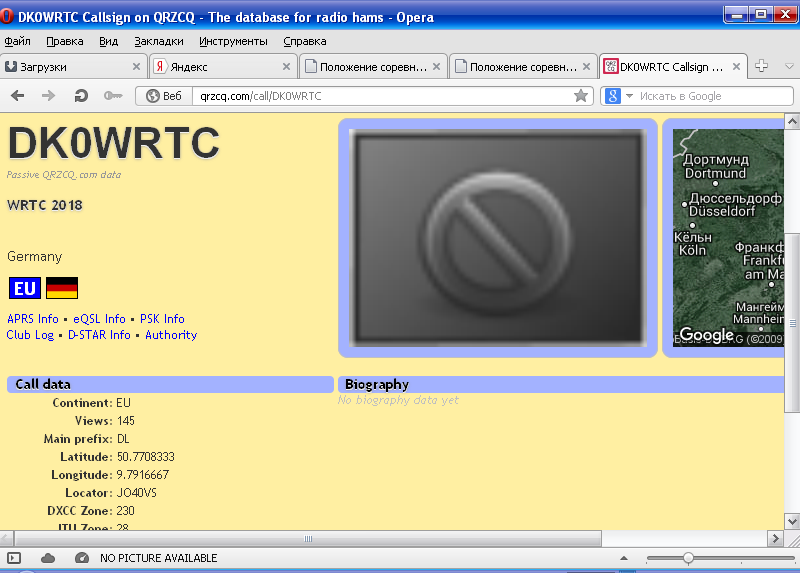 DK0WRTC Callsign on QRZCQ - The database for radio hams - Opera
Файл Правка Вид Закладки Инструменты Справка
Загрузки
Яндекс
Положение соревн...
Положение соревн...
QRZ CQ
DK0WRTC Callsign ...
Веб
qrzcq.com/call/DK0WRTC
Искать в Google
DK0WRTC
Passive QRZCQ.com data
WRTC 2018
Germany
EU
APRS Info • eQSL Info • PSK Info
Club Log • D-STAR Info • Authority
Дортмунд
Dortmund
Дюссельдорф
Düsseldorf
Кёльн
Köln
Франкф
Frankfu
am Ma
Мангейм
Mannheim
Google
(©2009
Call data
Continent: EU
Views: 145
Main prefix: DL
Latitude: 50.7708333
Longitude: 9.7916667
Locator: JO40VS
DXCC Zone: 230
ITU Zone: 28
Biography
No biography data yet
NO PICTURE AVAILABLE